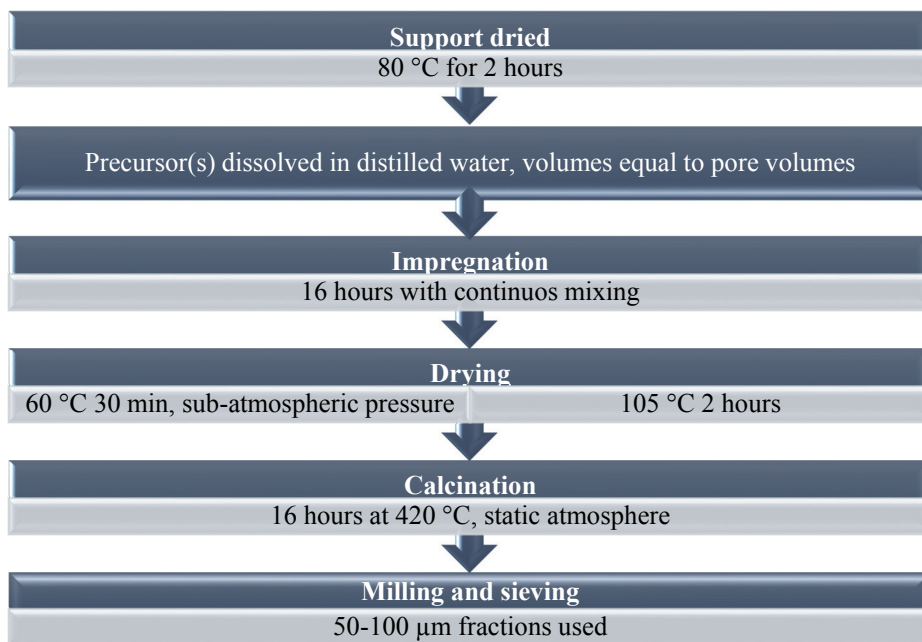 Support dried
80 °C for 2 hours
Precursor(s) dissolved in distilled water, volumes equal to pore volumes
Impregnation
16 hours with continuos mixing
Drying
60 °C 30 min, sub-atmospheric pressure
105 °C 2 hours
Calcination
16 hours at 420 °C, static atmosphere
Milling and sieving
50-100 µm fractions used